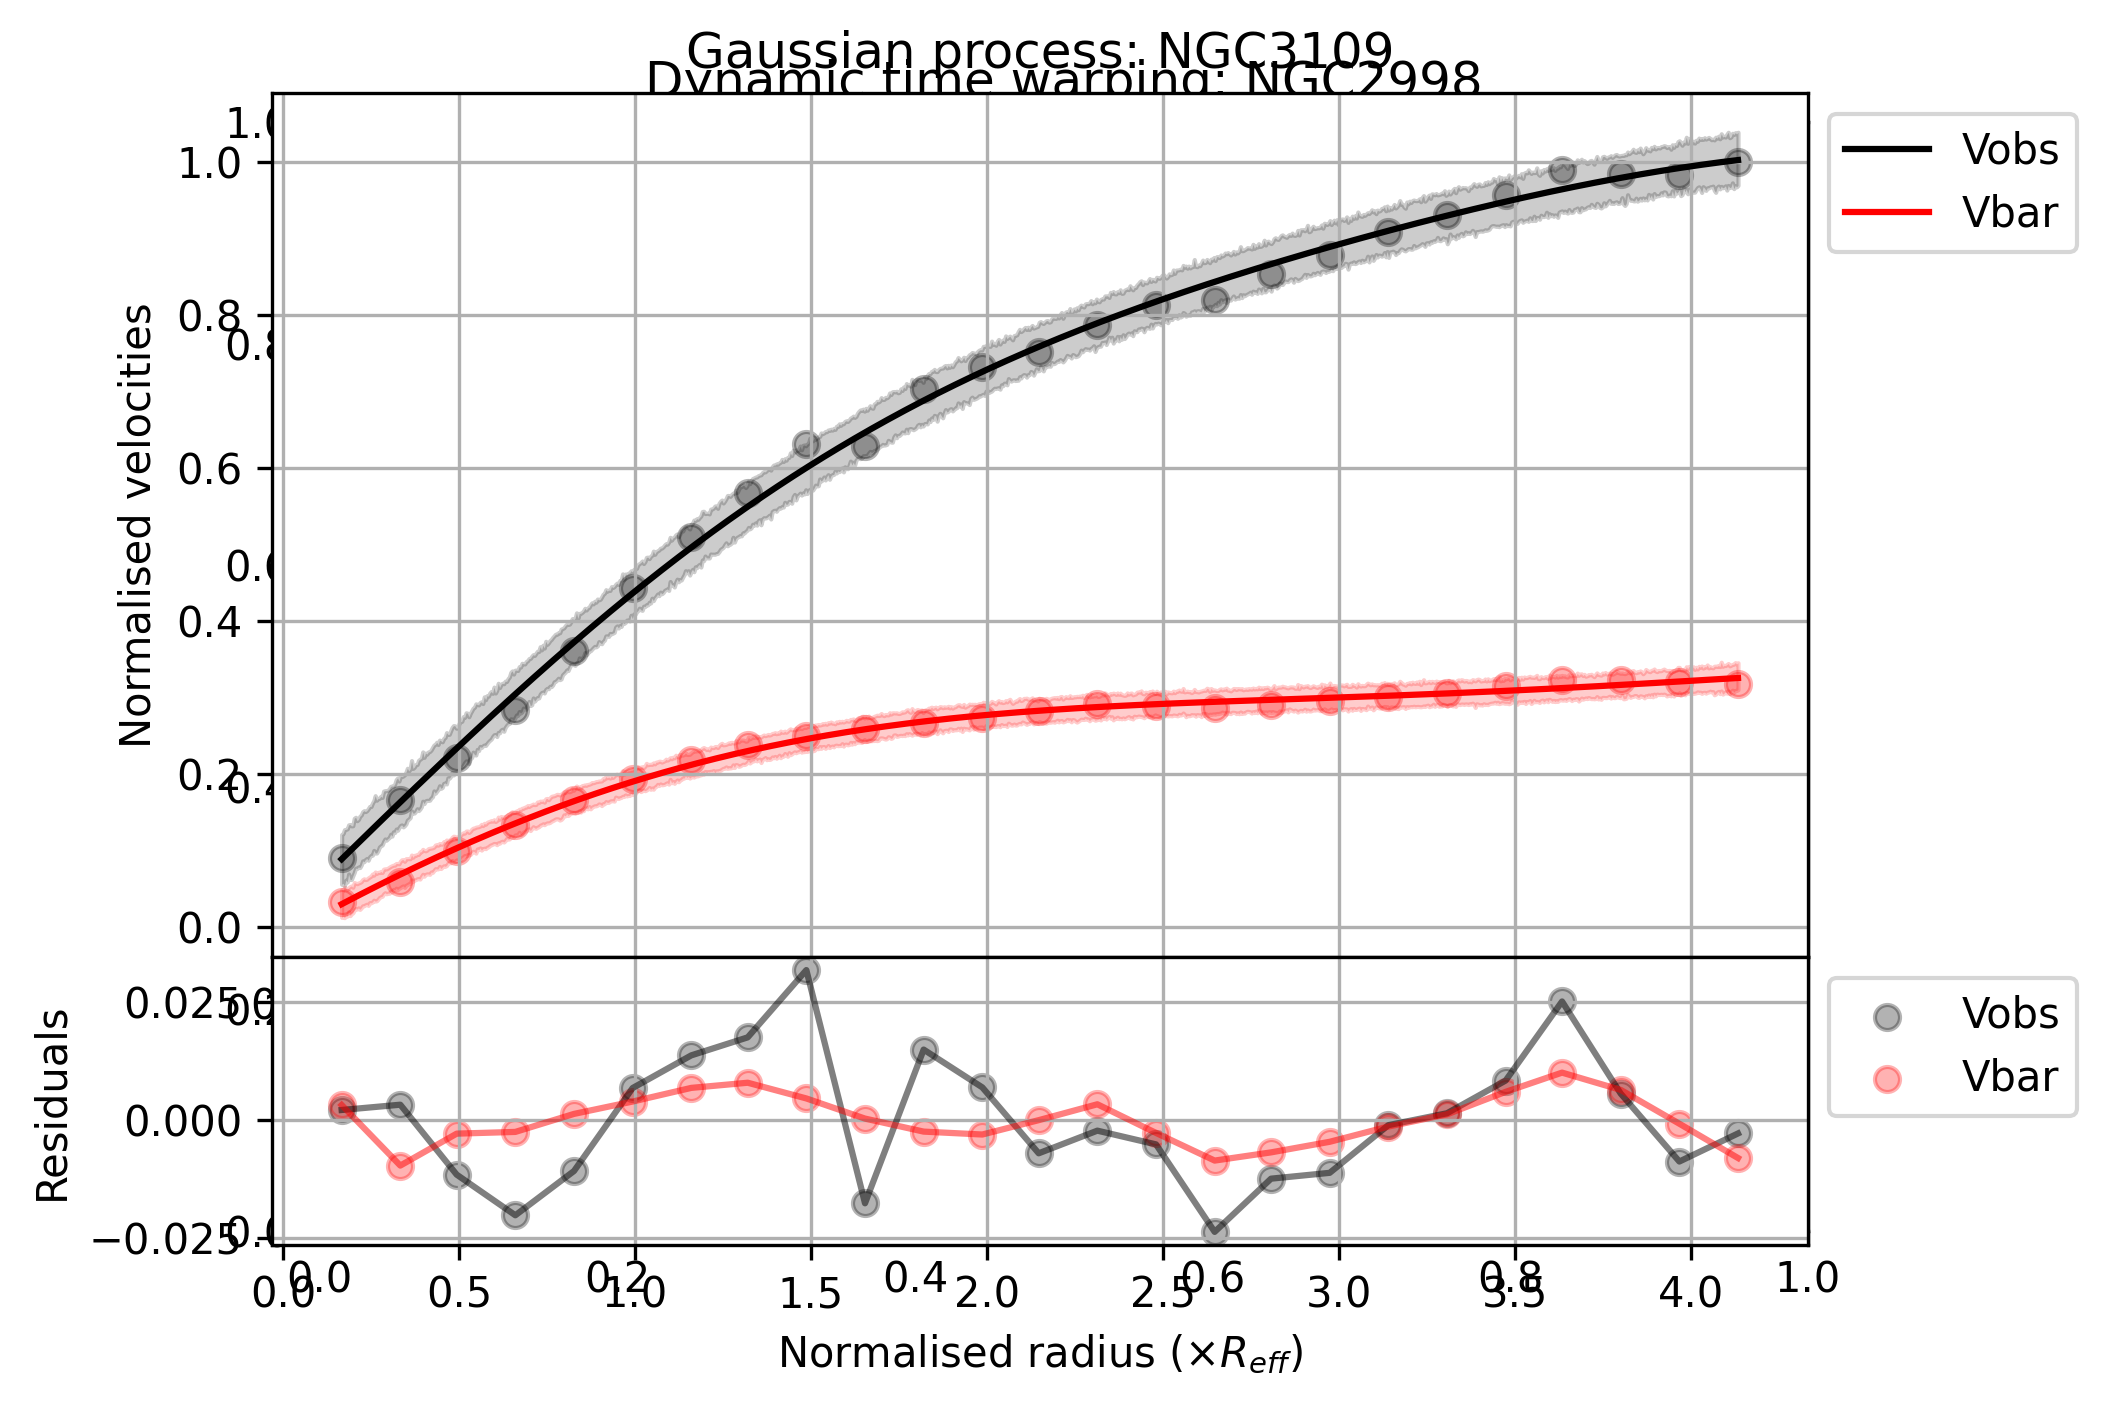 Gaussian process: NGC3109
Dynamic time warping: NGC2998
1.0
0.8
0.6
0.4
0.2
0.0
Normalised velocities
Vobs
Vbar
0.025
0.000
−0.025
Residuals
Vobs
Vbar
0.0 0.2 0.4 0.6 0.8 1.0
0.0 0.5 1.0 1.5 2.0 2.5 3.0 3.5 4.0
Normalised radius (×R_eff)